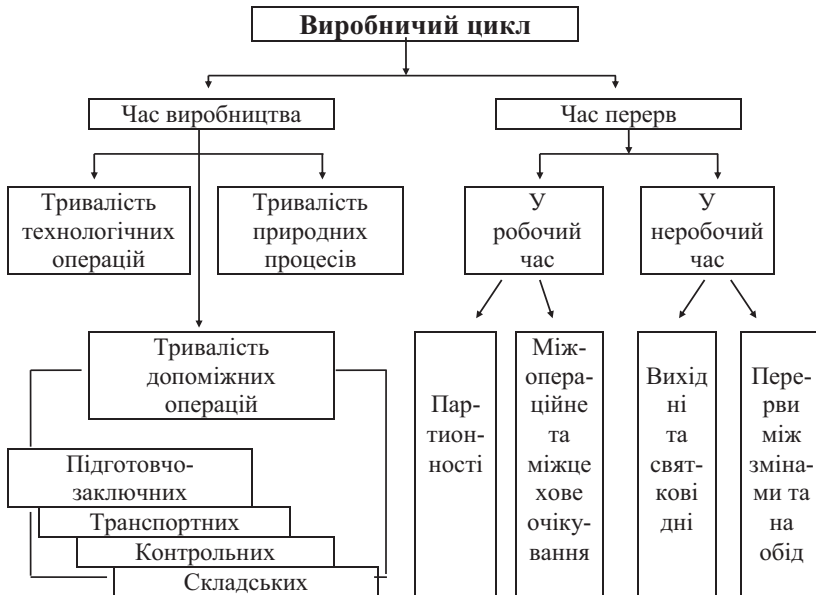 Виробничий цикл
Час виробництва
Час перерв
Тривалість
технологічних
операцій
Тривалість
природних
процесів
У
робочий
час
У
неробочий
час
Тривалість
допоміжних
операцій
Підготовчо-
заключних
Транспортних
Контрольних
Складських
Пар-
тион-
ності
Між-
опера-
ційне
та
міжце
хове
очіку-
вання
Вихід
ні
та
свят-
кові
дні
Пере-
рви
між
зміна-
ми та
на
обід